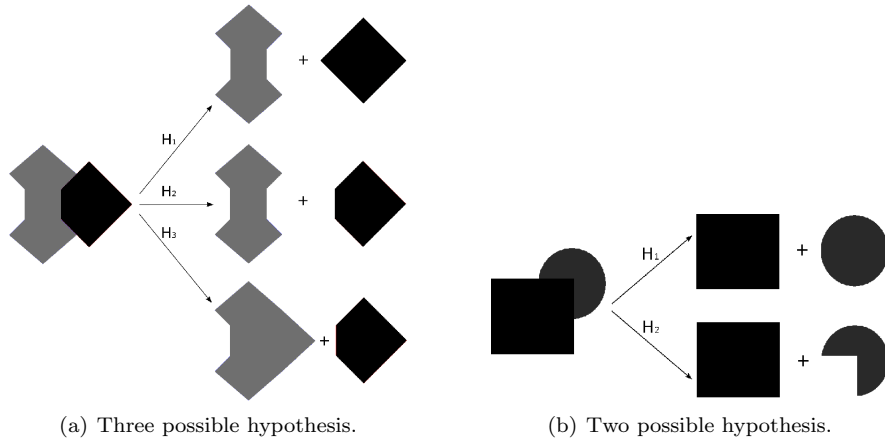 +
H₁
H₂
+
H₃
+
(a) Three possible hypothesis.
H₁
+
H₂
+
(b) Two possible hypothesis.